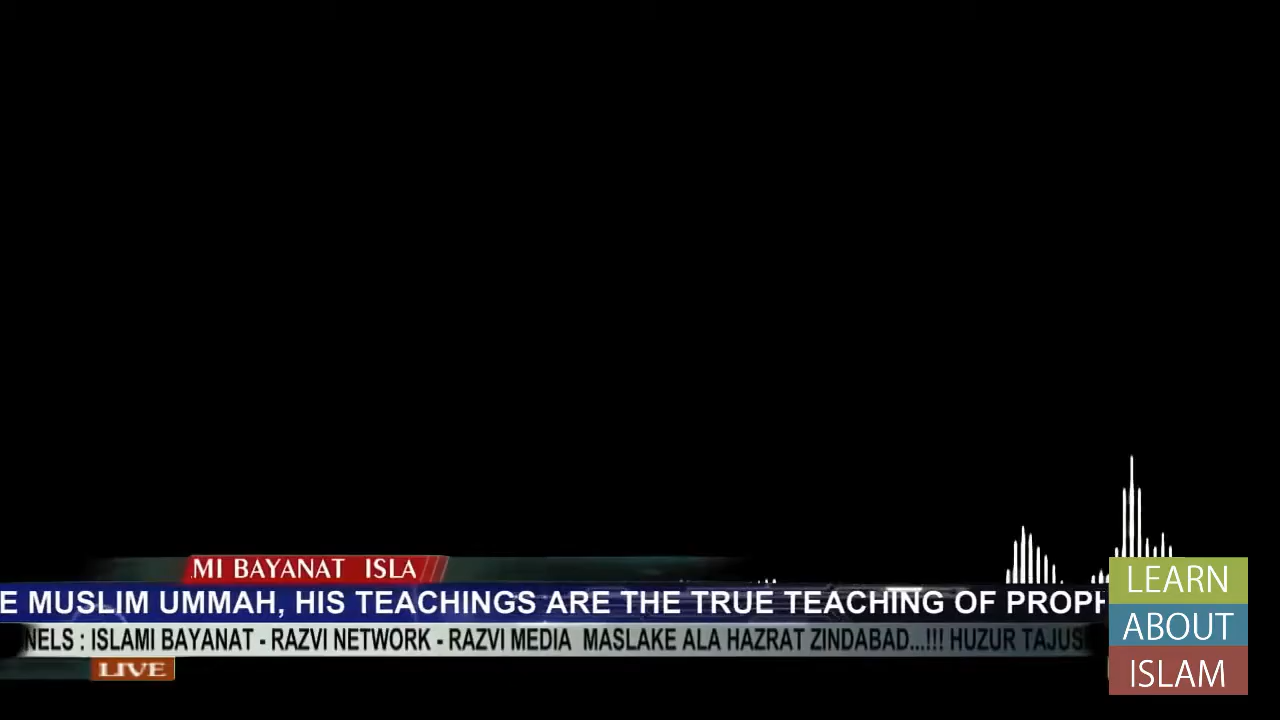 MI BAYANAT ISLA
E MUSLIM UMMAH, HIS TEACHINGS ARE THE TRUE TEACHING OF PROPH
NELS : ISLAMI BAYANAT - RAZVI NETWORK - RAZVI MEDIA MASLAKE ALA HAZRAT ZINDABAD...!!! HUZUR TAJUS
LIVE
LEARN
ABOUT
ISLAM